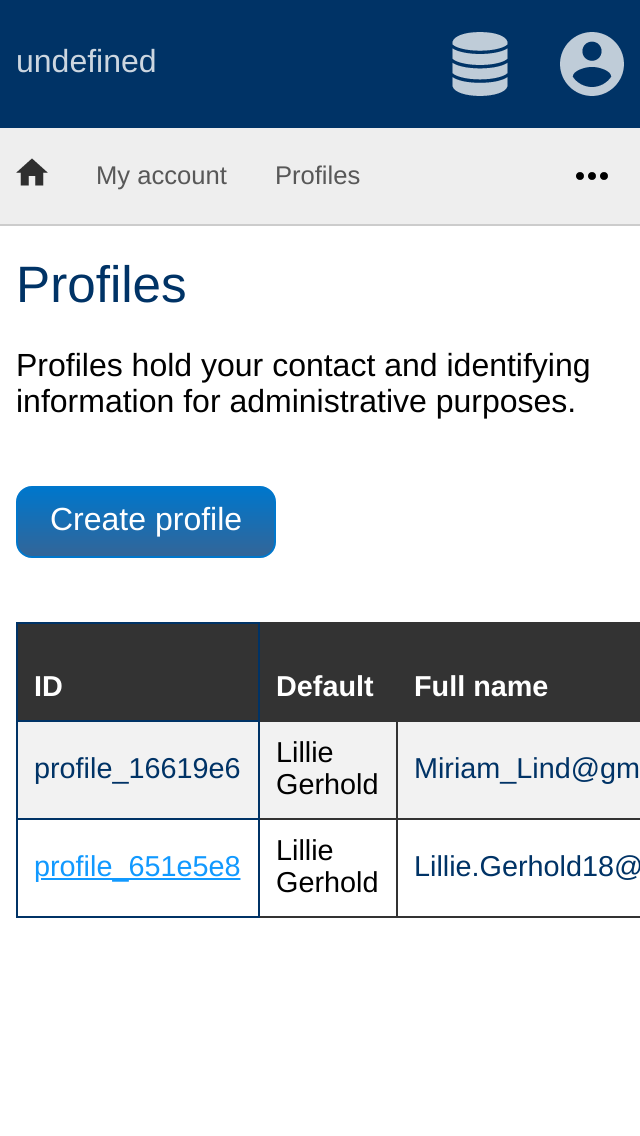 undefined
My account Profiles
Profiles
Profiles hold your contact and identifying
information for administrative purposes.
Create profile
ID Default Full name
profile_16619e6 Lillie Gerhold Miriam_Lind@gm
profile_651e5e8 Lillie Gerhold Lillie.Gerhold18@